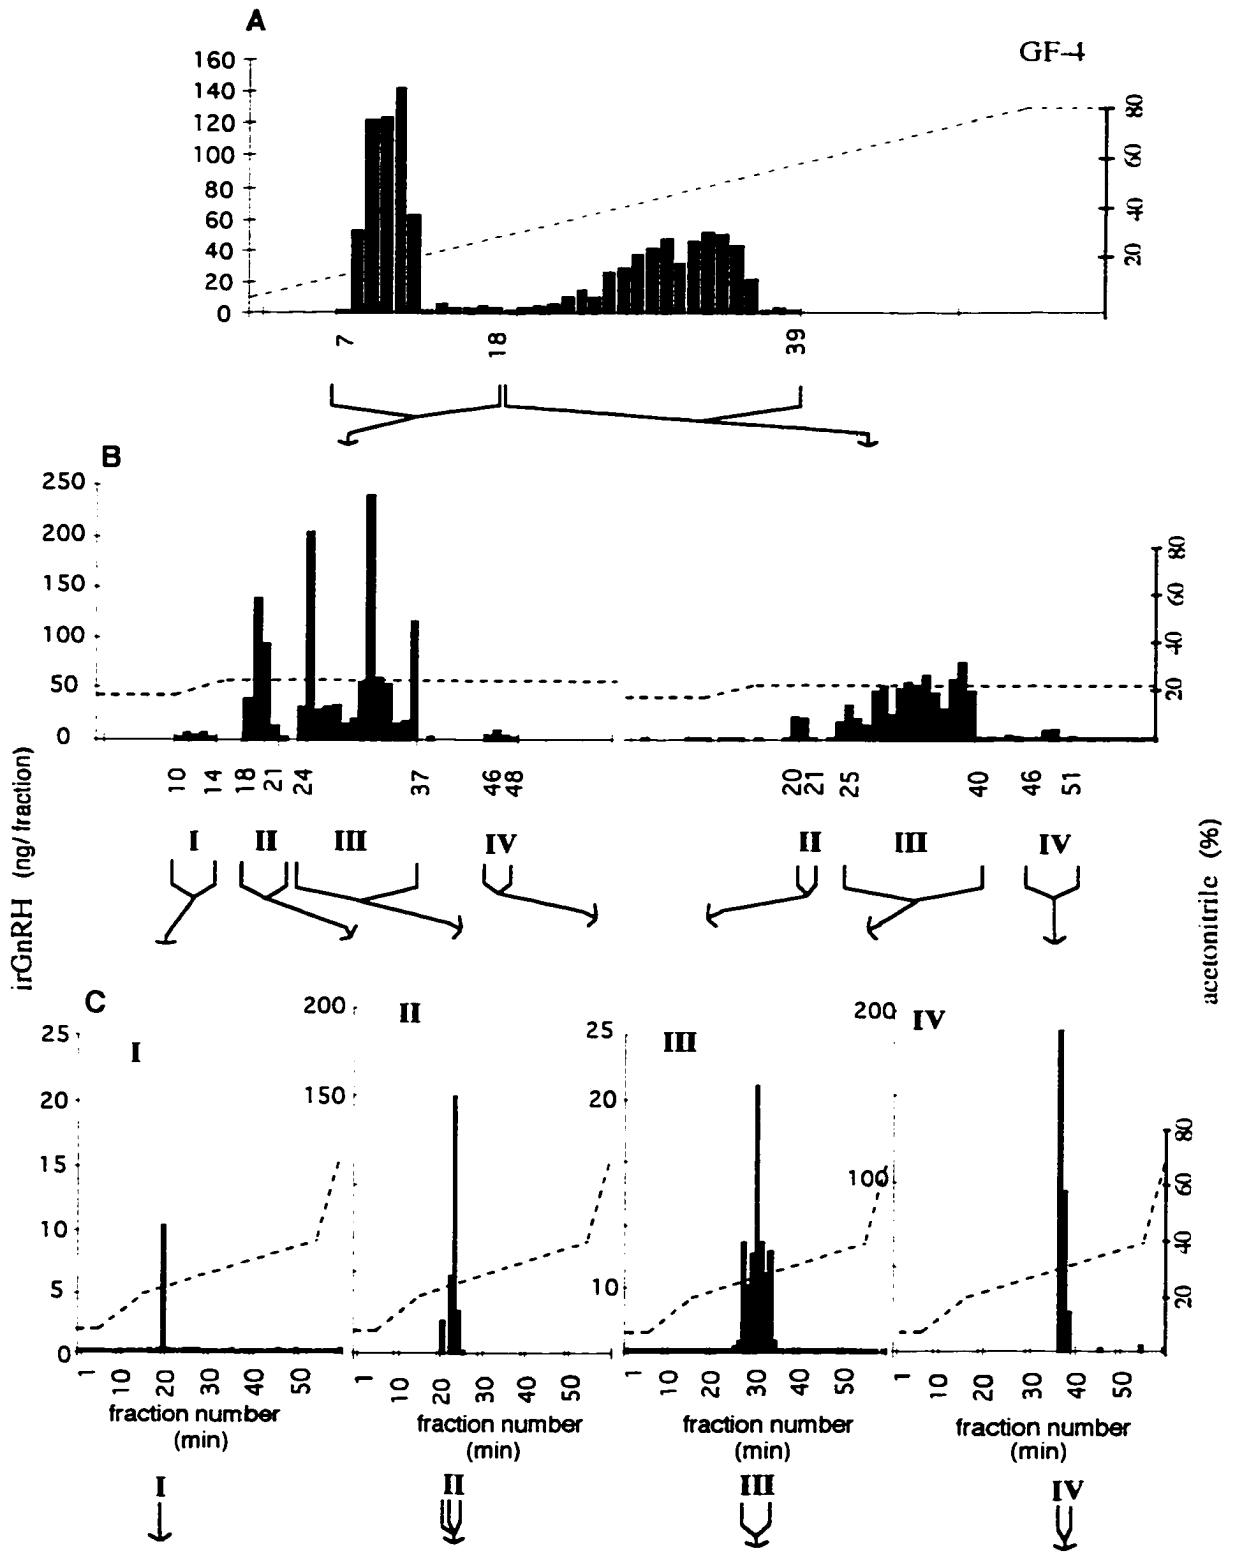 A
GF-4
160
140
120
100
80
60
40
20
0
80
60
40
20
7
18
39
B
250
200
150
100
50
0
80
60
40
20
10
14
18
21
24
37
46
48
20
21
25
40
46
51
I
II
III
IV
II
III
IV
irGnRH (ng/fraction)
acetonitrile (%)
C
I
25
20
15
10
5
0
1 10 20 30 40 50
fraction number
(min)
II
200
150
1 10 20 30 40 50
fraction number
(min)
III
25
20
10
1 10 20 30 40 50
fraction number
(min)
IV
200
100
80
60
40
20
1 10 20 30 40 50
fraction number
(min)
I
II
III
IV